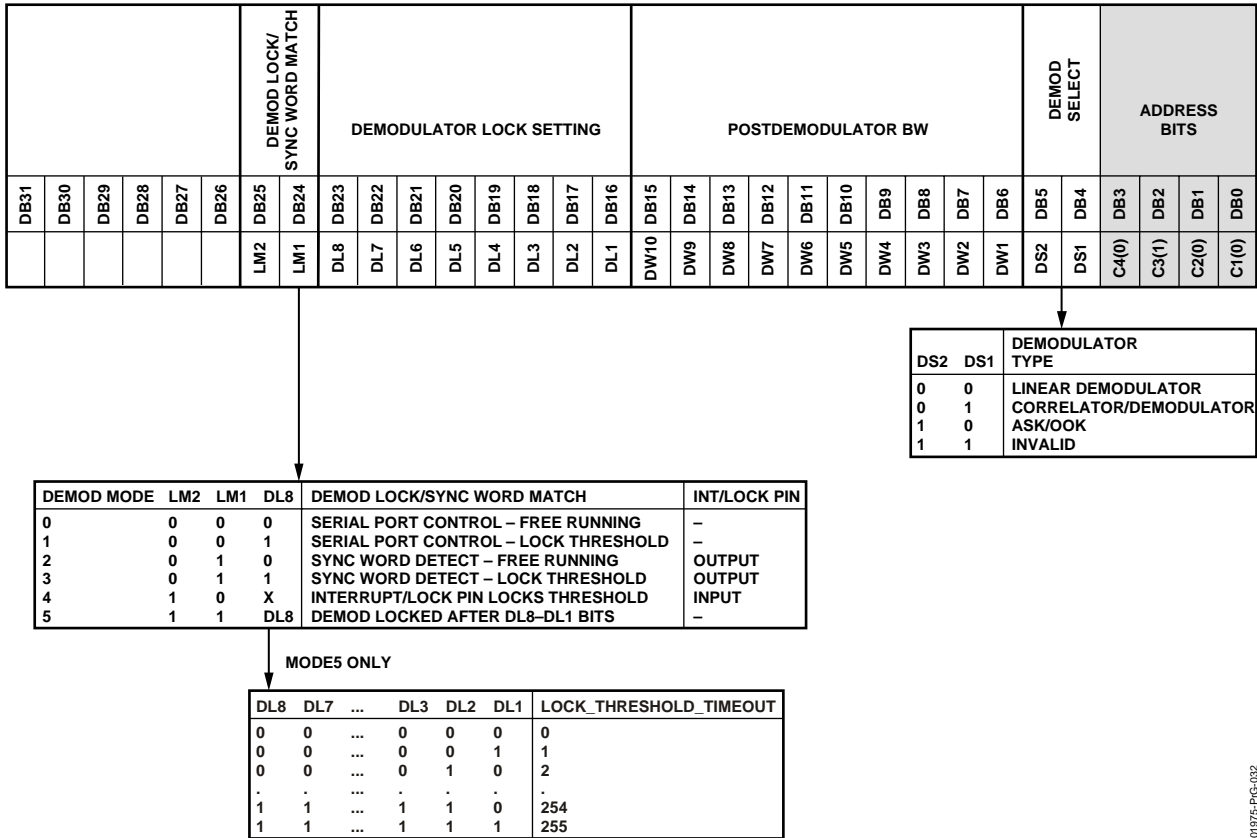 DEMOD LOCK/
SYNC WORD MATCH
DEMODULATOR LOCK SETTING
POSTDEMODULATOR BW
DEMOD
SELECT
ADDRESS
BITS
DB31 DB30 DB29 DB28 DB27 DB26 DB25 DB24 DB23 DB22 DB21 DB20 DB19 DB18 DB17 DB16 DB15 DB14 DB13 DB12 DB11 DB10 DB9 DB8 DB7 DB6 DB5 DB4 DB3 DB2 DB1 DB0
LM2 LM1 DL8 DL7 DL6 DL5 DL4 DL3 DL2 DL1 DW10 DW9 DW8 DW7 DW6 DW5 DW4 DW3 DW2 DW1 DS2 DS1 C4(0) C3(1) C2(0) C1(0)
DEMODULATOR
DS2 DS1 TYPE
0 0 LINEAR DEMODULATOR
0 1 CORRELATOR/DEMODULATOR
1 0 ASK/OOK
1 1 INVALID
DEMOD MODE LM2 LM1 DL8 DEMOD LOCK/SYNC WORD MATCH INT/LOCK PIN
0 0 0 0 SERIAL PORT CONTROL – FREE RUNNING –
1 0 0 1 SERIAL PORT CONTROL – LOCK THRESHOLD –
2 0 1 0 SYNC WORD DETECT – FREE RUNNING OUTPUT
3 0 1 1 SYNC WORD DETECT – LOCK THRESHOLD OUTPUT
4 1 0 X INTERRUPT/LOCK PIN LOCKS THRESHOLD INPUT
5 1 1 DL8 DEMOD LOCKED AFTER DL8–DL1 BITS –
MODE5 ONLY
DL8 DL7 ... DL3 DL2 DL1 LOCK_THRESHOLD_TIMEOUT
0 0 ... 0 0 0 0
0 0 ... 0 0 1 1
0 0 ... 0 1 0 2
. . ... . . . .
1 1 ... 1 1 0 254
1 1 ... 1 1 1 255
01975-PrG-032